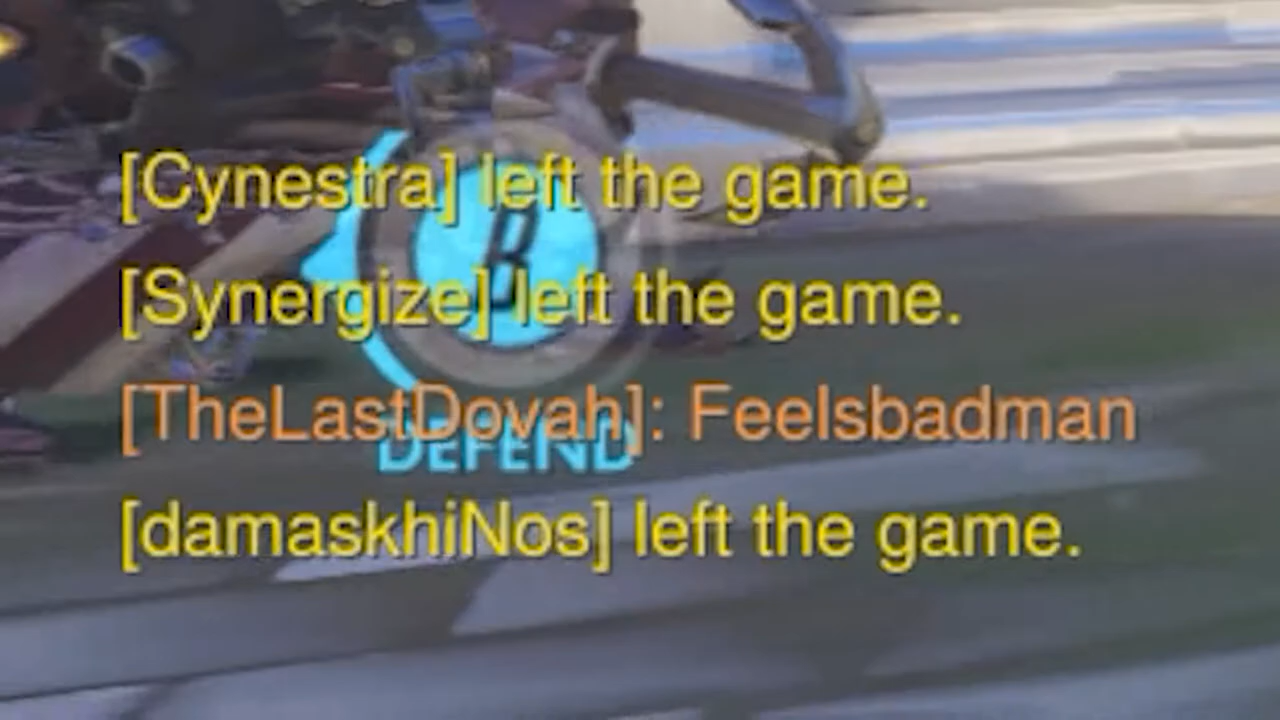 [Cynestra] left the game.
B
[Synergize] left the game.
[TheLastDovah]: Feelsbadman
DEFEND
[damaskhiNos] left the game.